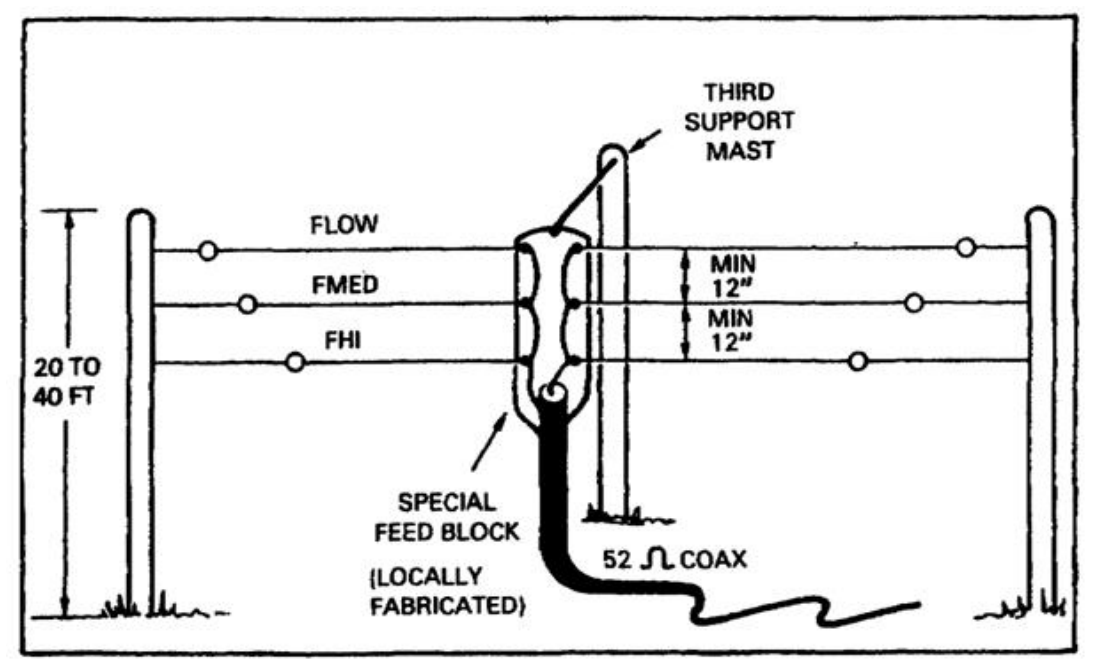 THIRD
SUPPORT
MAST
FLOW
FMED
FHI
MIN
12"
MIN
12"
20 TO
40 FT
SPECIAL
FEED BLOCK
(LOCALLY
FABRICATED)
52 Ω COAX